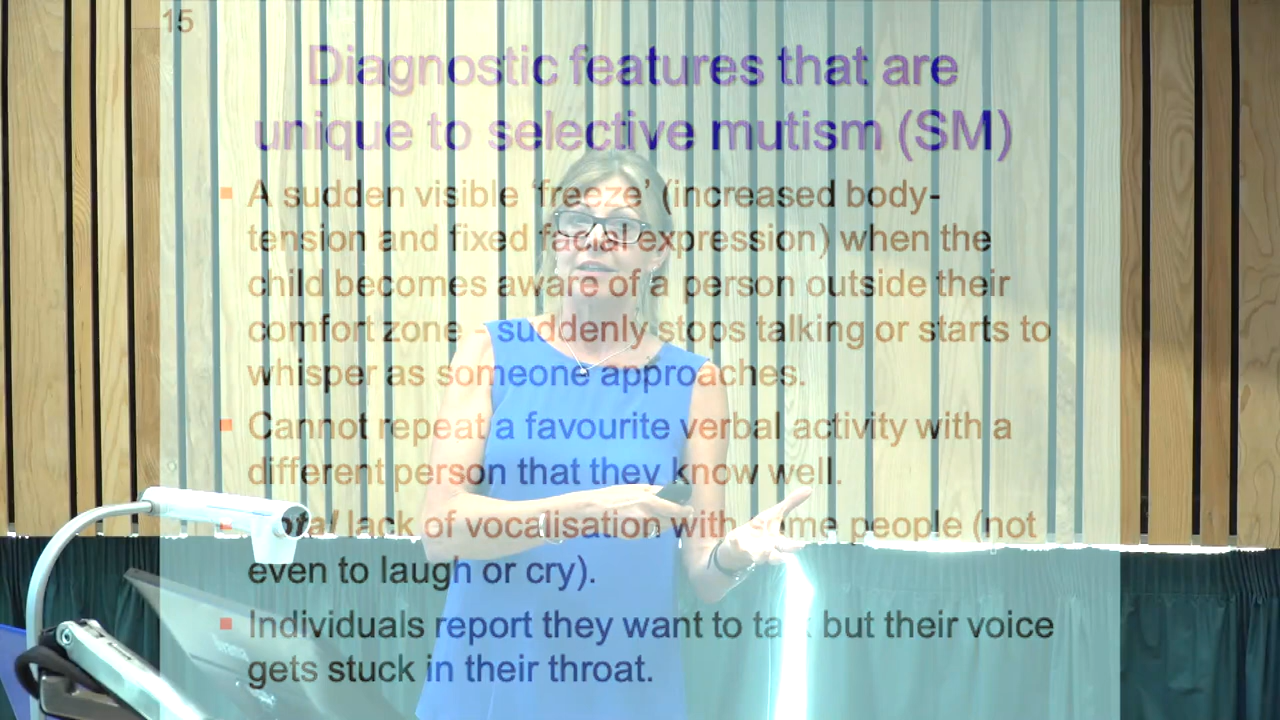 15
Diagnostic features that are
unique to selective mutism (SM)
A sudden visible ‘freeze’ (increased body-
tension and fixed facial expression) when the
child becomes aware of a person outside their
comfort zone - suddenly stops talking or starts to
whisper as someone approaches.
Cannot repeat a favourite verbal activity with a
different person that they know well.
Total lack of vocalisation with some people (not
even to laugh or cry).
Individuals report they want to talk but their voice
gets stuck in their throat.